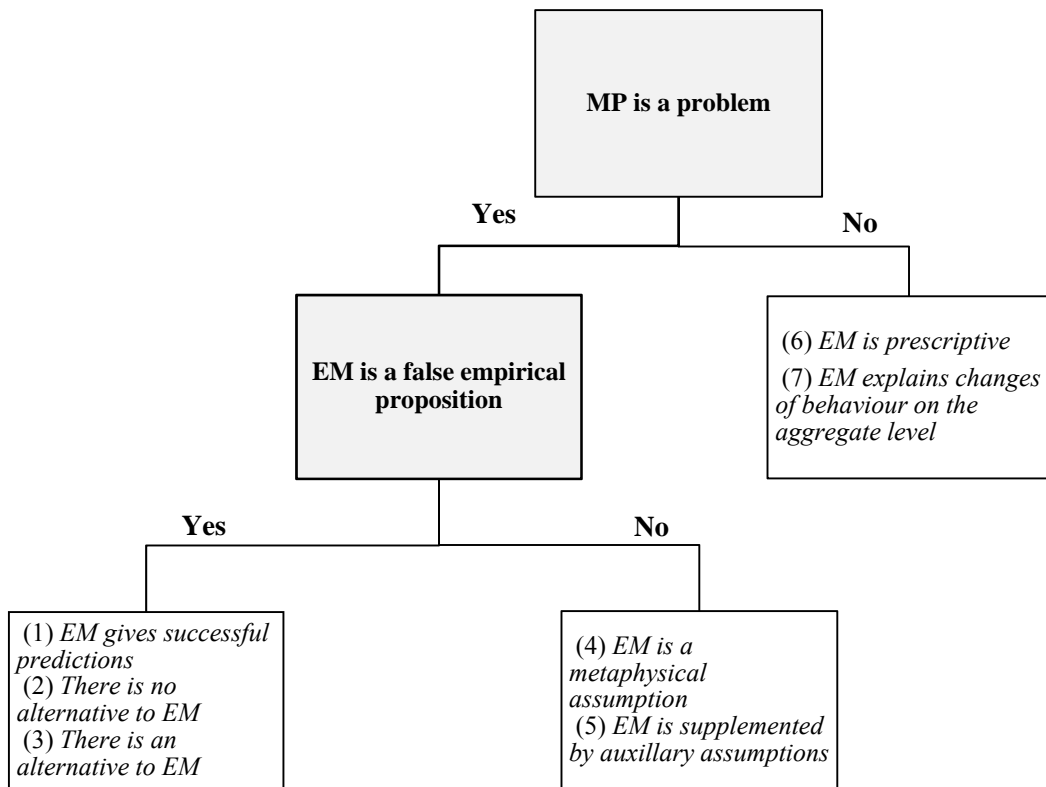 MP is a problem
Yes
No
EM is a false empirical
proposition
(6) EM is prescriptive
(7) EM explains changes
of behaviour on the
aggregate level
Yes
No
(1) EM gives successful
predictions
(2) There is no
alternative to EM
(3) There is an
alternative to EM
(4) EM is a
metaphysical
assumption
(5) EM is supplemented
by auxillary assumptions